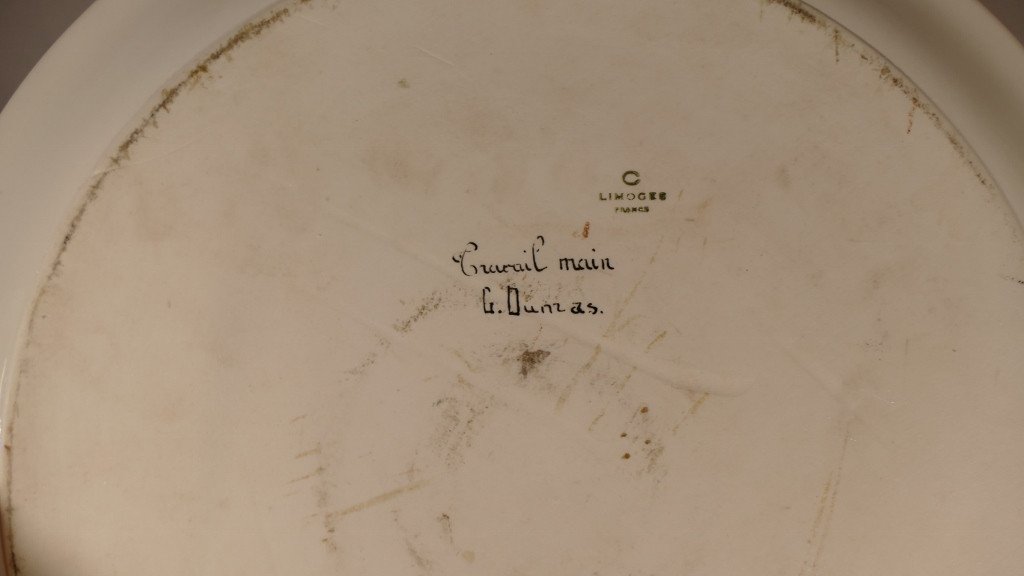 C
LIMOGES
FRANCE
Travail main
G. Dumas.